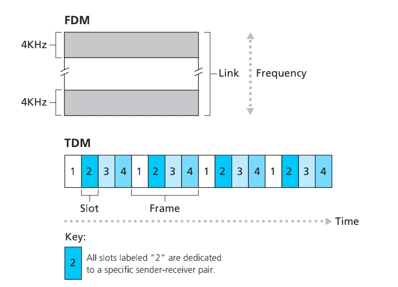 FDM
4KHz
Link
Frequency
4KHz
TDM
1 2 3 4 1 2 3 4 1 2 3 4 1 2 3 4
Slot
Frame
Time
Key:
2
All slots labeled “2” are dedicated
to a specific sender-receiver pair.